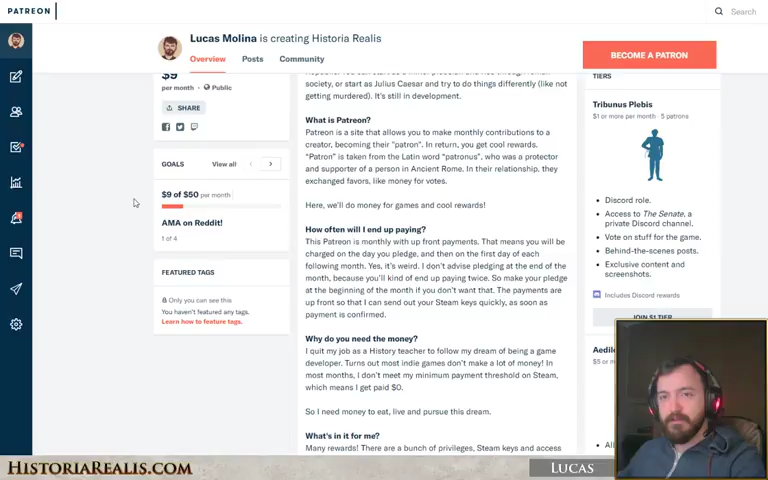 PATREON
Search
Lucas Molina is creating Historia Realis
Overview
Posts
Community
BECOME A PATRON
$9
per month • Public
SHARE
GOALS
View all
$9 of $50 per month
AMA on Reddit!
1 of 4
FEATURED TAGS
Only you can see this
You haven't featured any tags.
Learn how to feature tags.
society, or start as Julius Caesar and try to do things differently (like not
getting murdered). It's still in development.
What is Patreon?
Patreon is a site that allows you to make monthly contributions to a
creator, becoming their "patron". In return, you get cool rewards.
"Patron" is taken from the Latin word "patronus", who was a protector
and supporter of a person in Ancient Rome. In their relationship, they
exchanged favors, like money for votes.
Here, we'll do money for games and cool rewards!
How often will I end up paying?
This Patreon is monthly with up front payments. That means you will be
charged on the day you pledge, and then on the first day of each
following month. Yes, it's weird. I don't advise pledging at the end of the
month, because you'll kind of end up paying twice. So make your pledge
at the beginning of the month if you don't want that. The payments are
up front so that I can send out your Steam keys quickly, as soon as
payment is confirmed.
Why do you need the money?
I quit my job as a History teacher to follow my dream of being a game
developer. Turns out most indie games don't make a lot of money! In
most months, I don't meet my minimum payment threshold on Steam,
which means I get paid $0.
So I need money to eat, live and pursue this dream.
What's in it for me?
Many rewards! There are a bunch of privileges, Steam keys and access
TIERS
Tribunus Plebis
$1 or more per month · 5 patrons
• Discord role.
• Access to The Senate, a
private Discord channel.
• Vote on stuff for the game.
• Behind-the-scenes posts.
• Exclusive content and
screenshots.
Includes Discord rewards
JOIN $1 TIER
Aedile
$5 or mo
• All
HistoriaRealis.com
Lucas